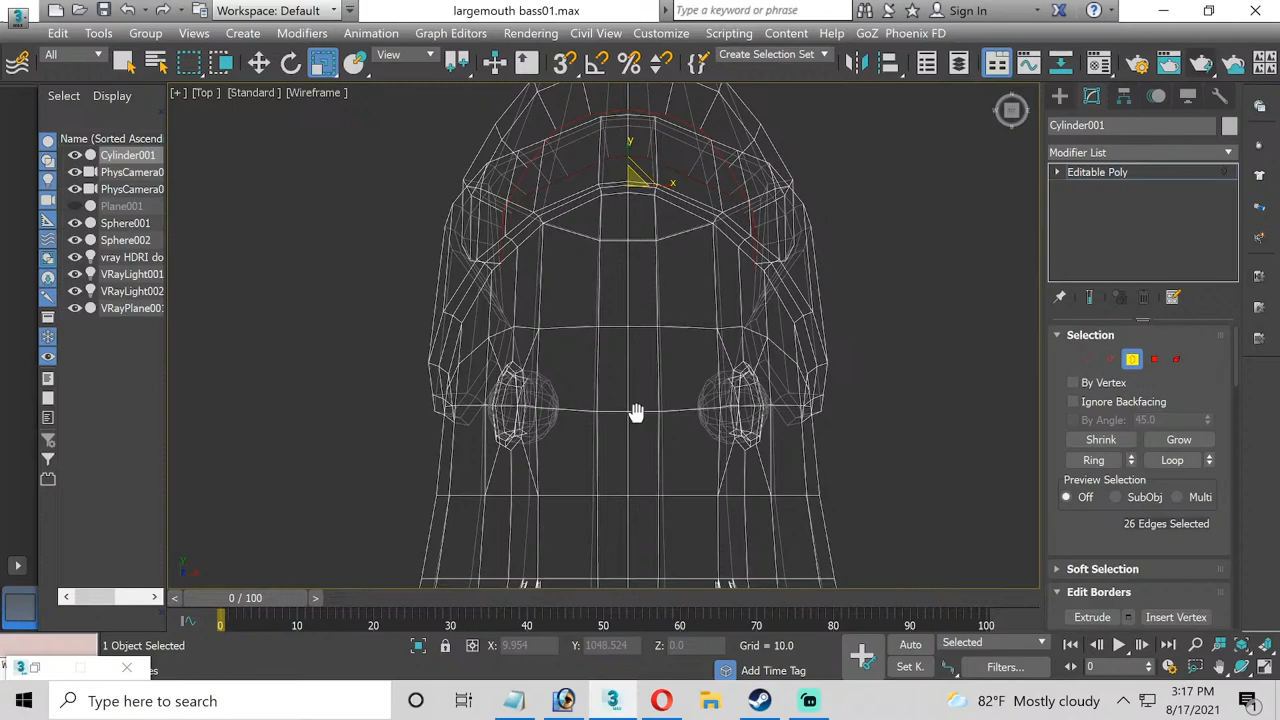 Workspace: Default
largemouth bass01.max
Type a keyword or phrase
Sign In
Edit Tools Group Views Create Modifiers Animation Graph Editors Rendering Civil View Customize Scripting Content Help GoZ Phoenix FD
All
View
Create Selection Set
Select Display
[+] [Top] [Standard] [Wireframe]
Name (Sorted Ascend
Cylinder001
PhysCamera0
PhysCamera0
Plane001
Sphere001
Sphere002
vray HDRI do
VRayLight001
VRayLight002
VRayPlane001
y
x
Cylinder001
Modifier List
Editable Poly
Selection
By Vertex
Ignore Backfacing
By Angle: 45.0
Shrink Grow
Ring Loop
Preview Selection
Off SubObj Multi
26 Edges Selected
Soft Selection
Edit Borders
Extrude Insert Vertex
0 / 100
0 10 20 30 40 50 60 70 80 90 100
1 Object Selected
X: 9.954 Y: 1048.524 Z: 0.0 Grid = 10.0
Auto Selected
Set K. Filters...
0
Add Time Tag
Type here to search
82°F Mostly cloudy
3:17 PM
8/17/2021